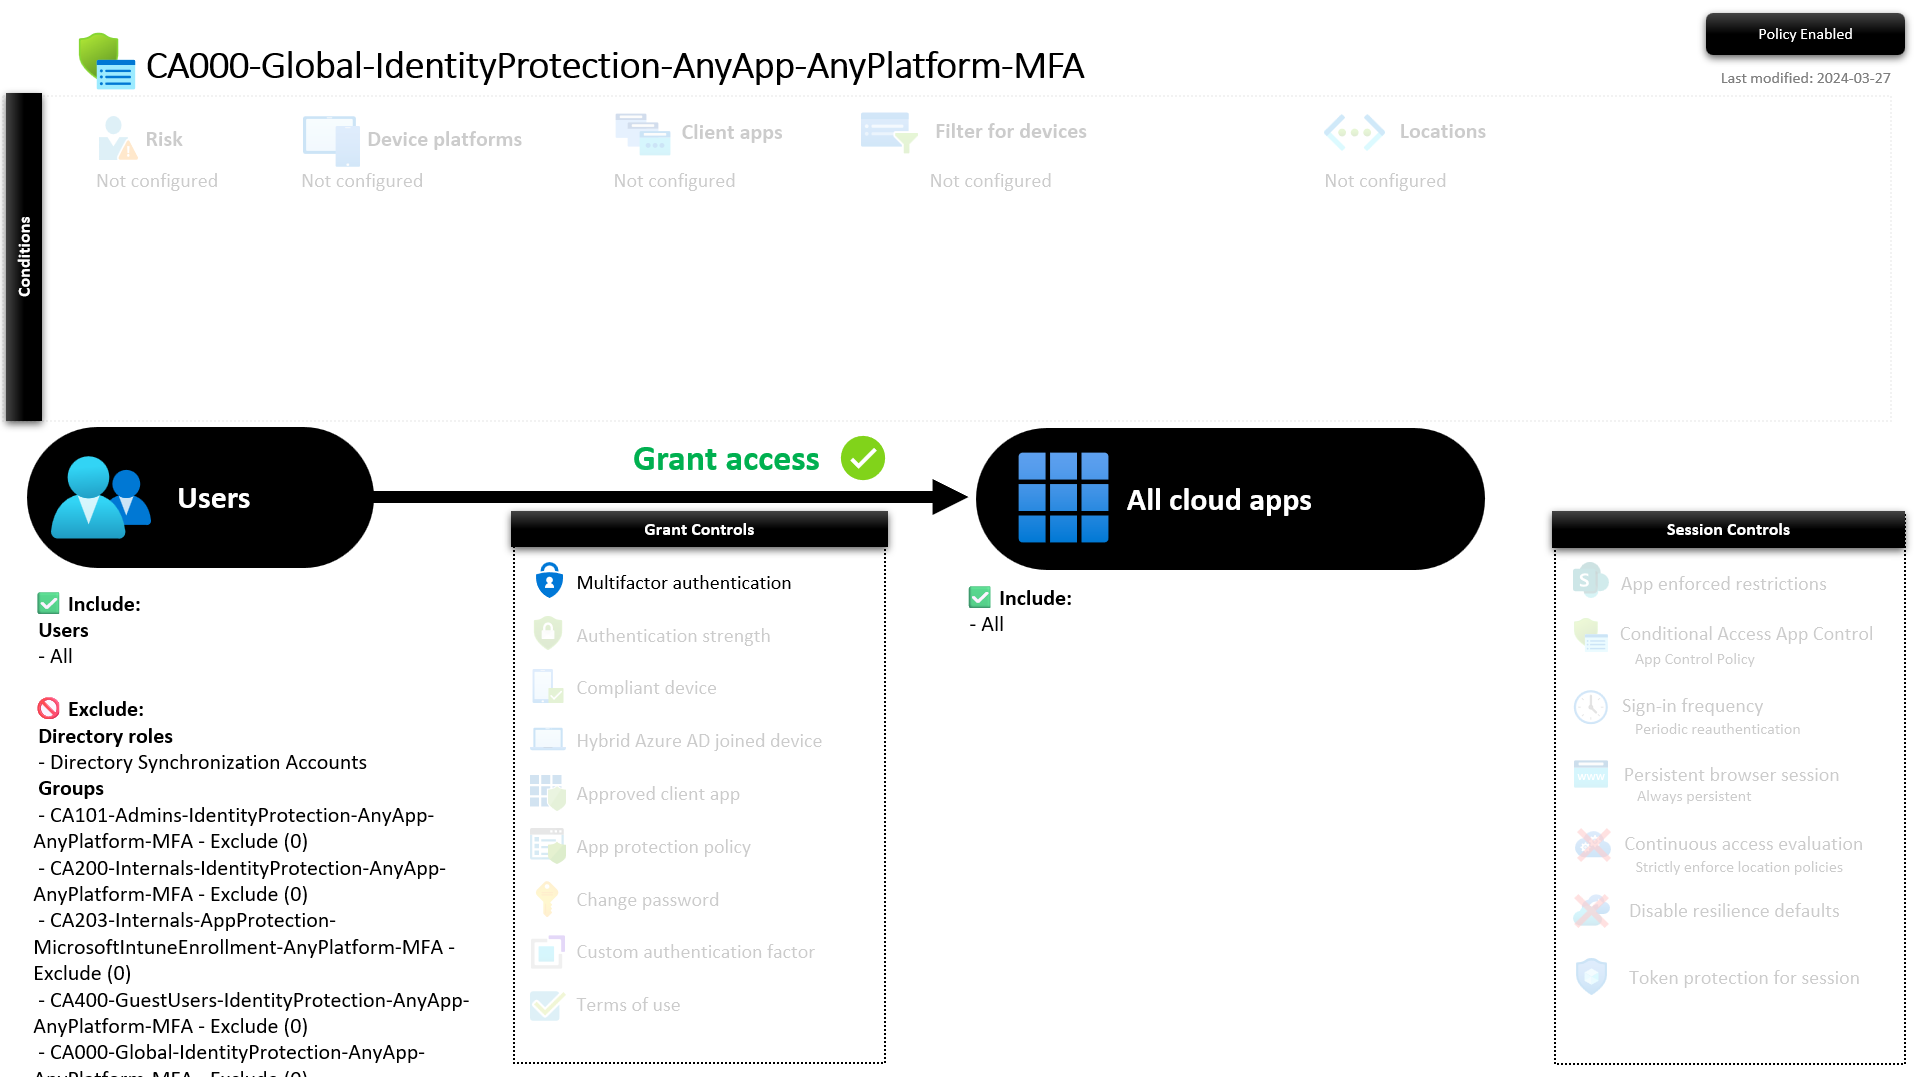 CA000-Global-IdentityProtection-AnyApp-AnyPlatform-MFA
Policy Enabled
Last modified: 2024-03-27
Conditions
Risk
Not configured
Device platforms
Not configured
Client apps
Not configured
Filter for devices
Not configured
Locations
Not configured
Users
Grant access
All cloud apps
Include:
Users
- All
Exclude:
Directory roles
- Directory Synchronization Accounts
Groups
- CA101-Admins-IdentityProtection-AnyApp-
AnyPlatform-MFA - Exclude (0)
- CA200-Internals-IdentityProtection-AnyApp-
AnyPlatform-MFA - Exclude (0)
- CA203-Internals-AppProtection-
MicrosoftIntuneEnrollment-AnyPlatform-MFA -
Exclude (0)
- CA400-GuestUsers-IdentityProtection-AnyApp-
AnyPlatform-MFA - Exclude (0)
- CA000-Global-IdentityProtection-AnyApp-
AnyPlatform-MFA - Exclude (0)
Grant Controls
Multifactor authentication
Authentication strength
Compliant device
Hybrid Azure AD joined device
Approved client app
App protection policy
Change password
Custom authentication factor
Terms of use
Include:
- All
Session Controls
S
App enforced restrictions
Conditional Access App Control
App Control Policy
Sign-in frequency
Periodic reauthentication
www
Persistent browser session
Always persistent
Continuous access evaluation
Strictly enforce location policies
Disable resilience defaults
Token protection for session